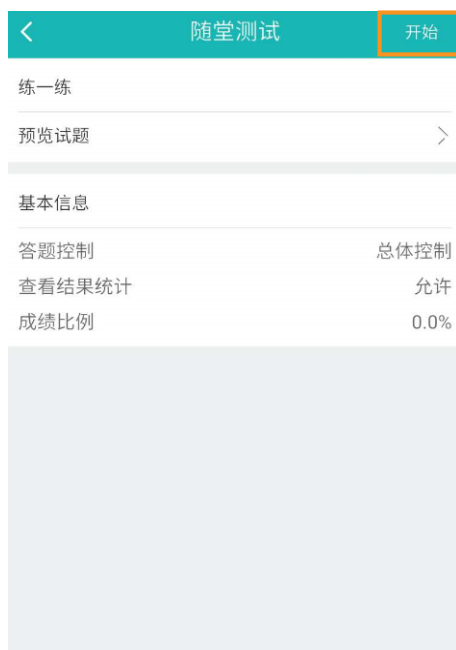 随堂测试 开始
练一练
预览试题
基本信息
答题控制 总体控制
查看结果统计 允许
成绩比例 0.0%